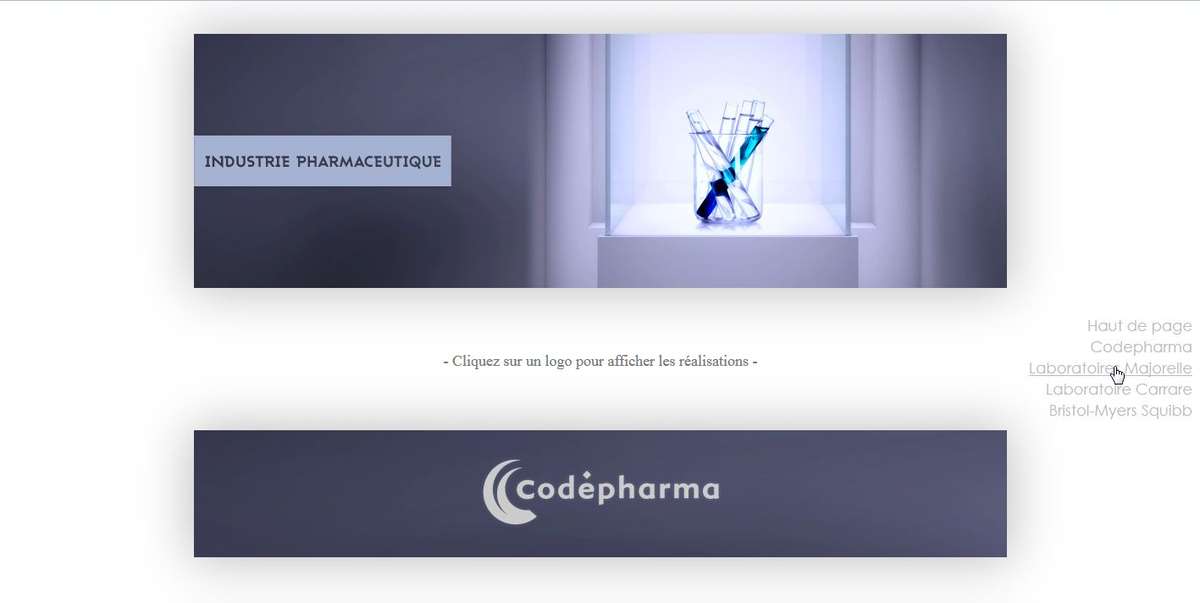 INDUSTRIE PHARMACEUTIQUE
Haut de page
- Cliquez sur un logo pour afficher les réalisations -
Codepharma
Laboratoires Majorelle
Laboratoire Carrare
Bristol-Myers Squibb
Codèpharma